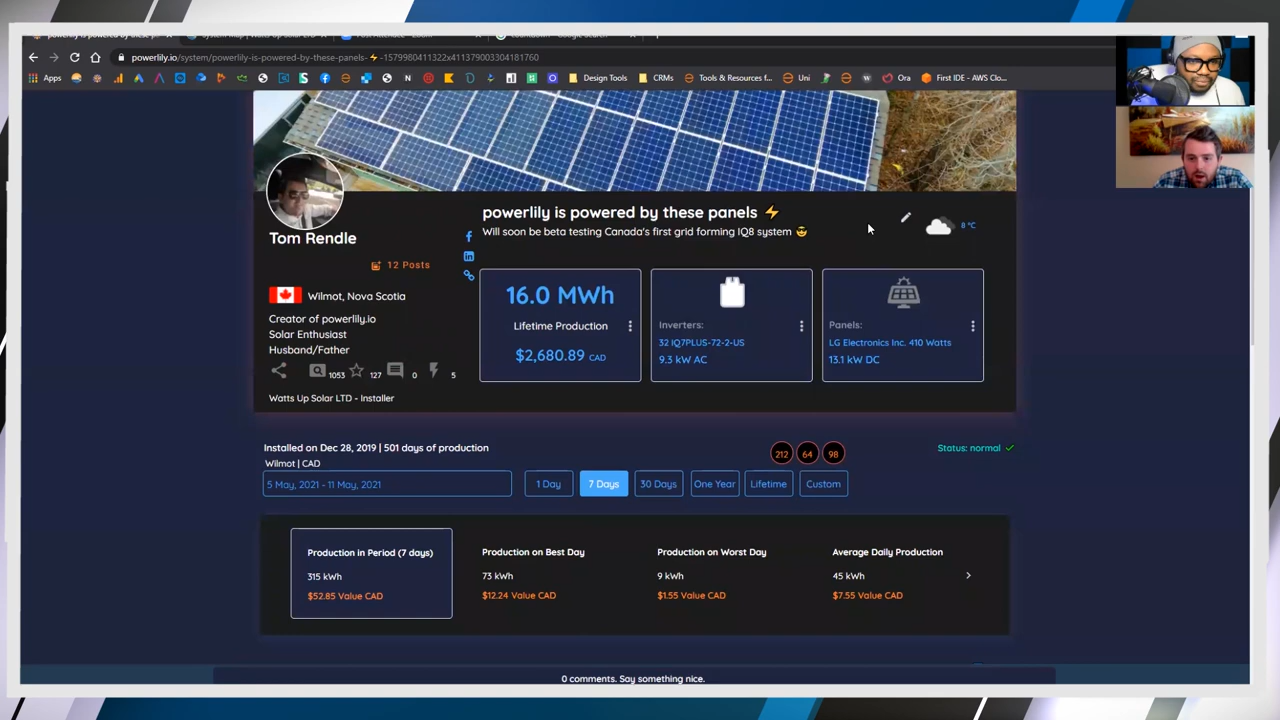 powerlily.io/system/powerlily-is-powered-by-these-panels-⚡-1579980411322x411379003304181760
Apps
Design Tools
CRMs
Tools & Resources f...
Uni
Ora
First IDE - AWS Clo...
Tom Rendle
12 Posts
Wilmot, Nova Scotia
Creator of powerlily.io
Solar Enthusiast
Husband/Father
1053 127 0 5
Watts Up Solar LTD - Installer
powerlily is powered by these panels ⚡
Will soon be beta testing Canada's first grid forming IQ8 system 😎
8 °C
16.0 MWh
Lifetime Production
$2,680.89 CAD
Inverters:
32 IQ7PLUS-72-2-US
9.3 kW AC
Panels:
LG Electronics Inc. 410 Watts
13.1 kW DC
Installed on Dec 28, 2019 | 501 days of production
Wilmot | CAD
212 64 98
Status: normal
5 May, 2021 - 11 May, 2021
1 Day
7 Days
30 Days
One Year
Lifetime
Custom
Production in Period (7 days)
315 kWh
$52.85 Value CAD
Production on Best Day
73 kWh
$12.24 Value CAD
Production on Worst Day
9 kWh
$1.55 Value CAD
Average Daily Production
45 kWh
$7.55 Value CAD
0 comments. Say something nice.